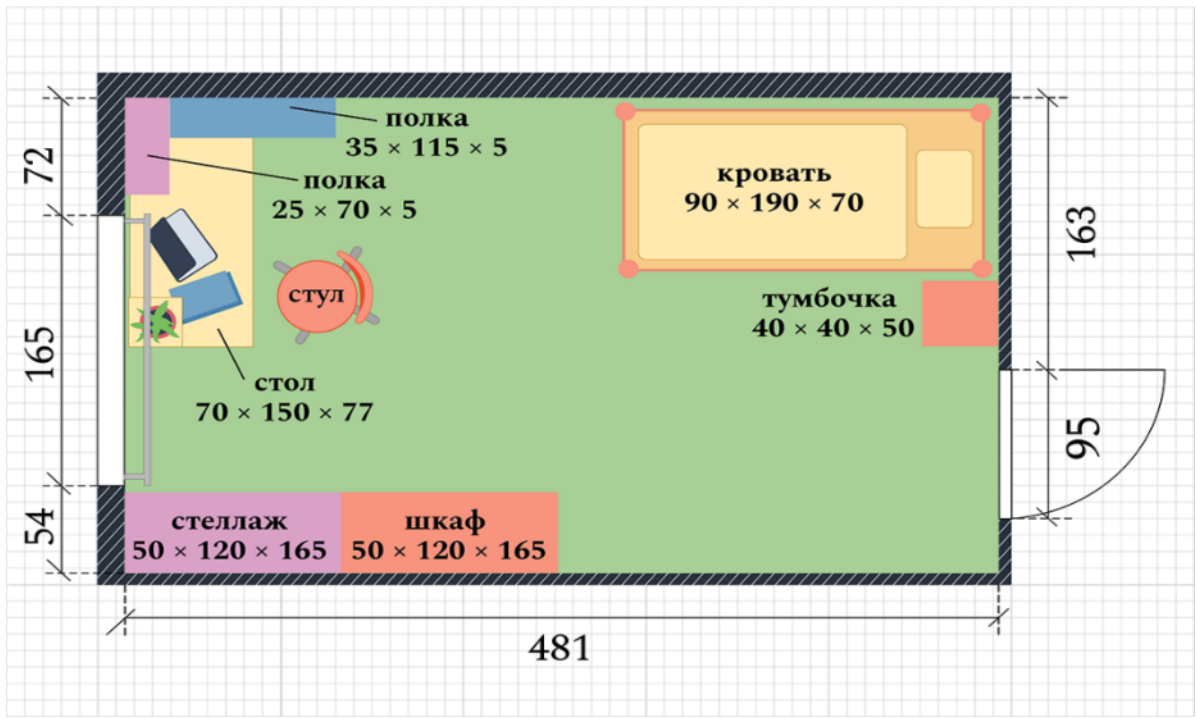 полка
35 × 115 × 5
полка
25 × 70 × 5
кровать
90 × 190 × 70
стул
тумбочка
40 × 40 × 50
стол
70 × 150 × 77
стеллаж
50 × 120 × 165
шкаф
50 × 120 × 165
72
165
54
163
95
481